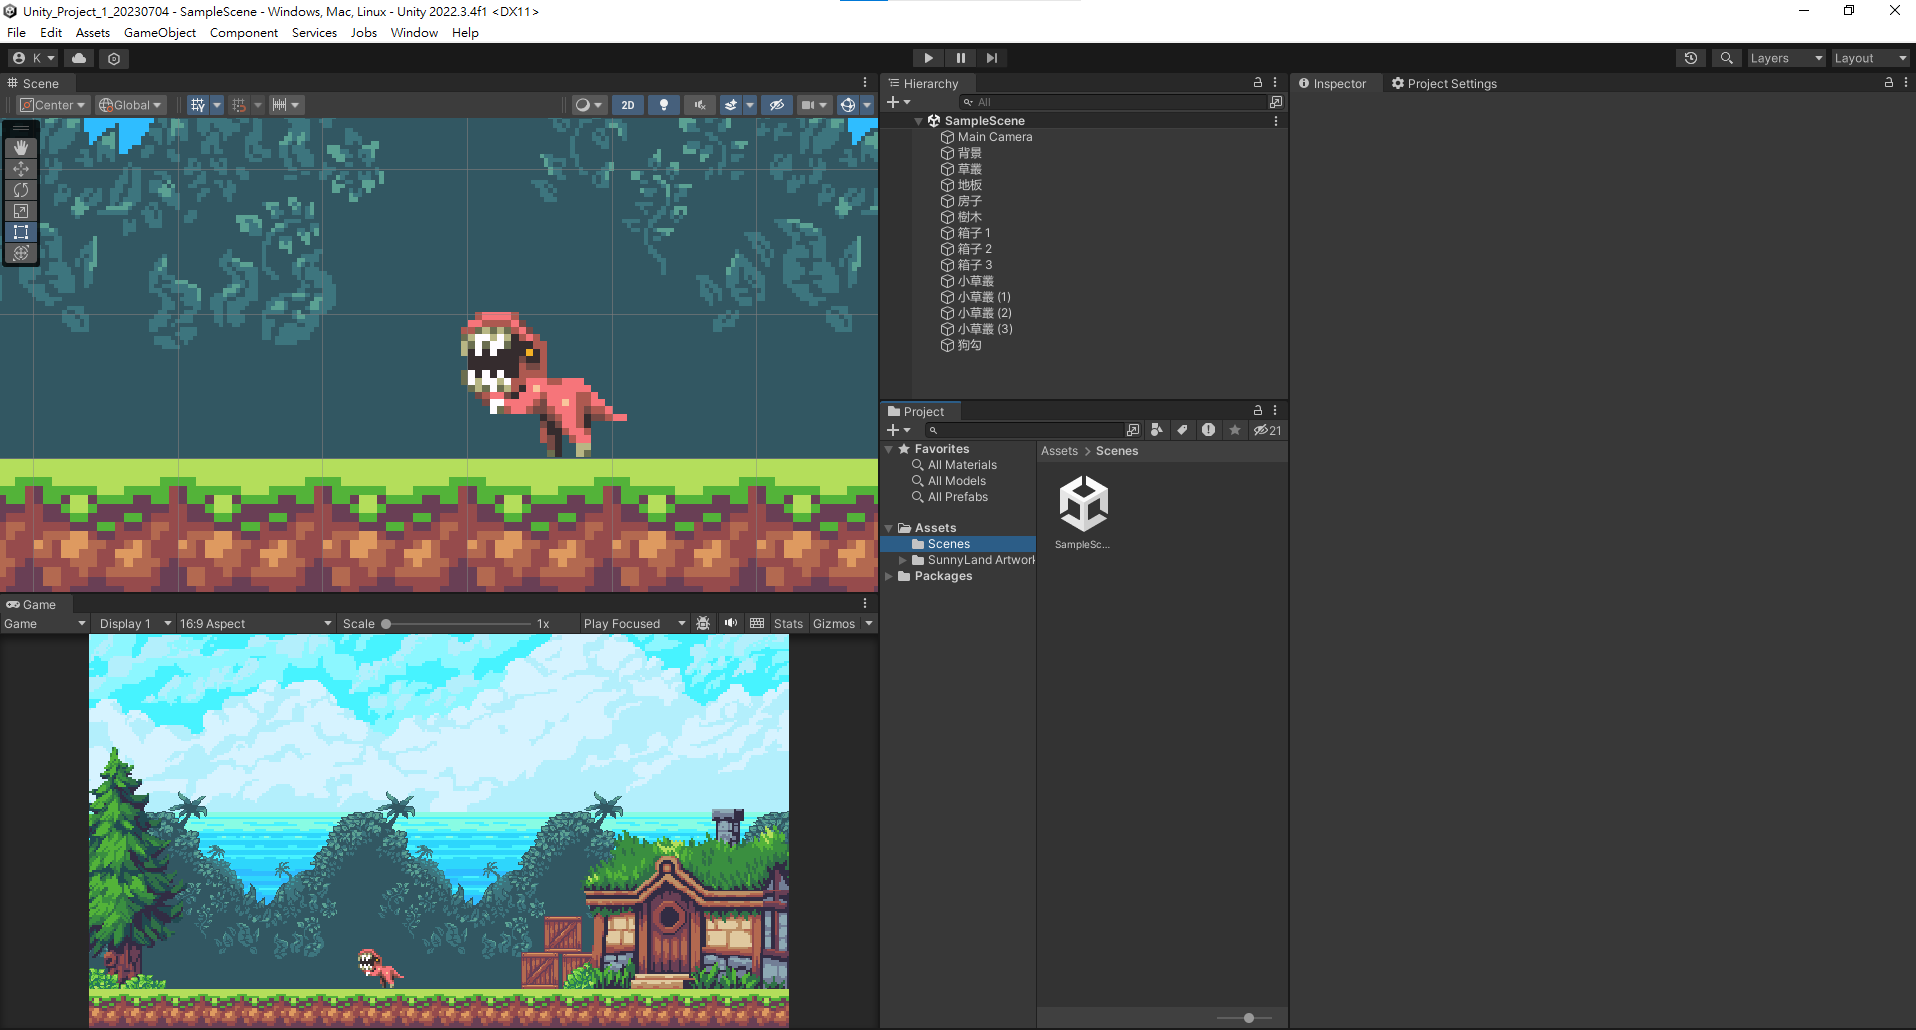 Unity_Project_1_20230704 - SampleScene - Windows, Mac, Linux - Unity 2022.3.4f1 <DX11>
File Edit Assets GameObject Component Services Jobs Window Help
K
Layers
Layout
Scene
Center
Global
2D
Hierarchy
All
SampleScene
Main Camera
背景
草叢
地板
房子
樹木
箱子 1
箱子 2
箱子 3
小草叢
小草叢 (1)
小草叢 (2)
小草叢 (3)
狗勾
Inspector
Project Settings
Project
21
Favorites
All Materials
All Models
All Prefabs
Assets
Scenes
SunnyLand Artwork
Packages
Assets > Scenes
SampleSc...
Game
Game
Display 1
16:9 Aspect
Scale
1x
Play Focused
Stats
Gizmos